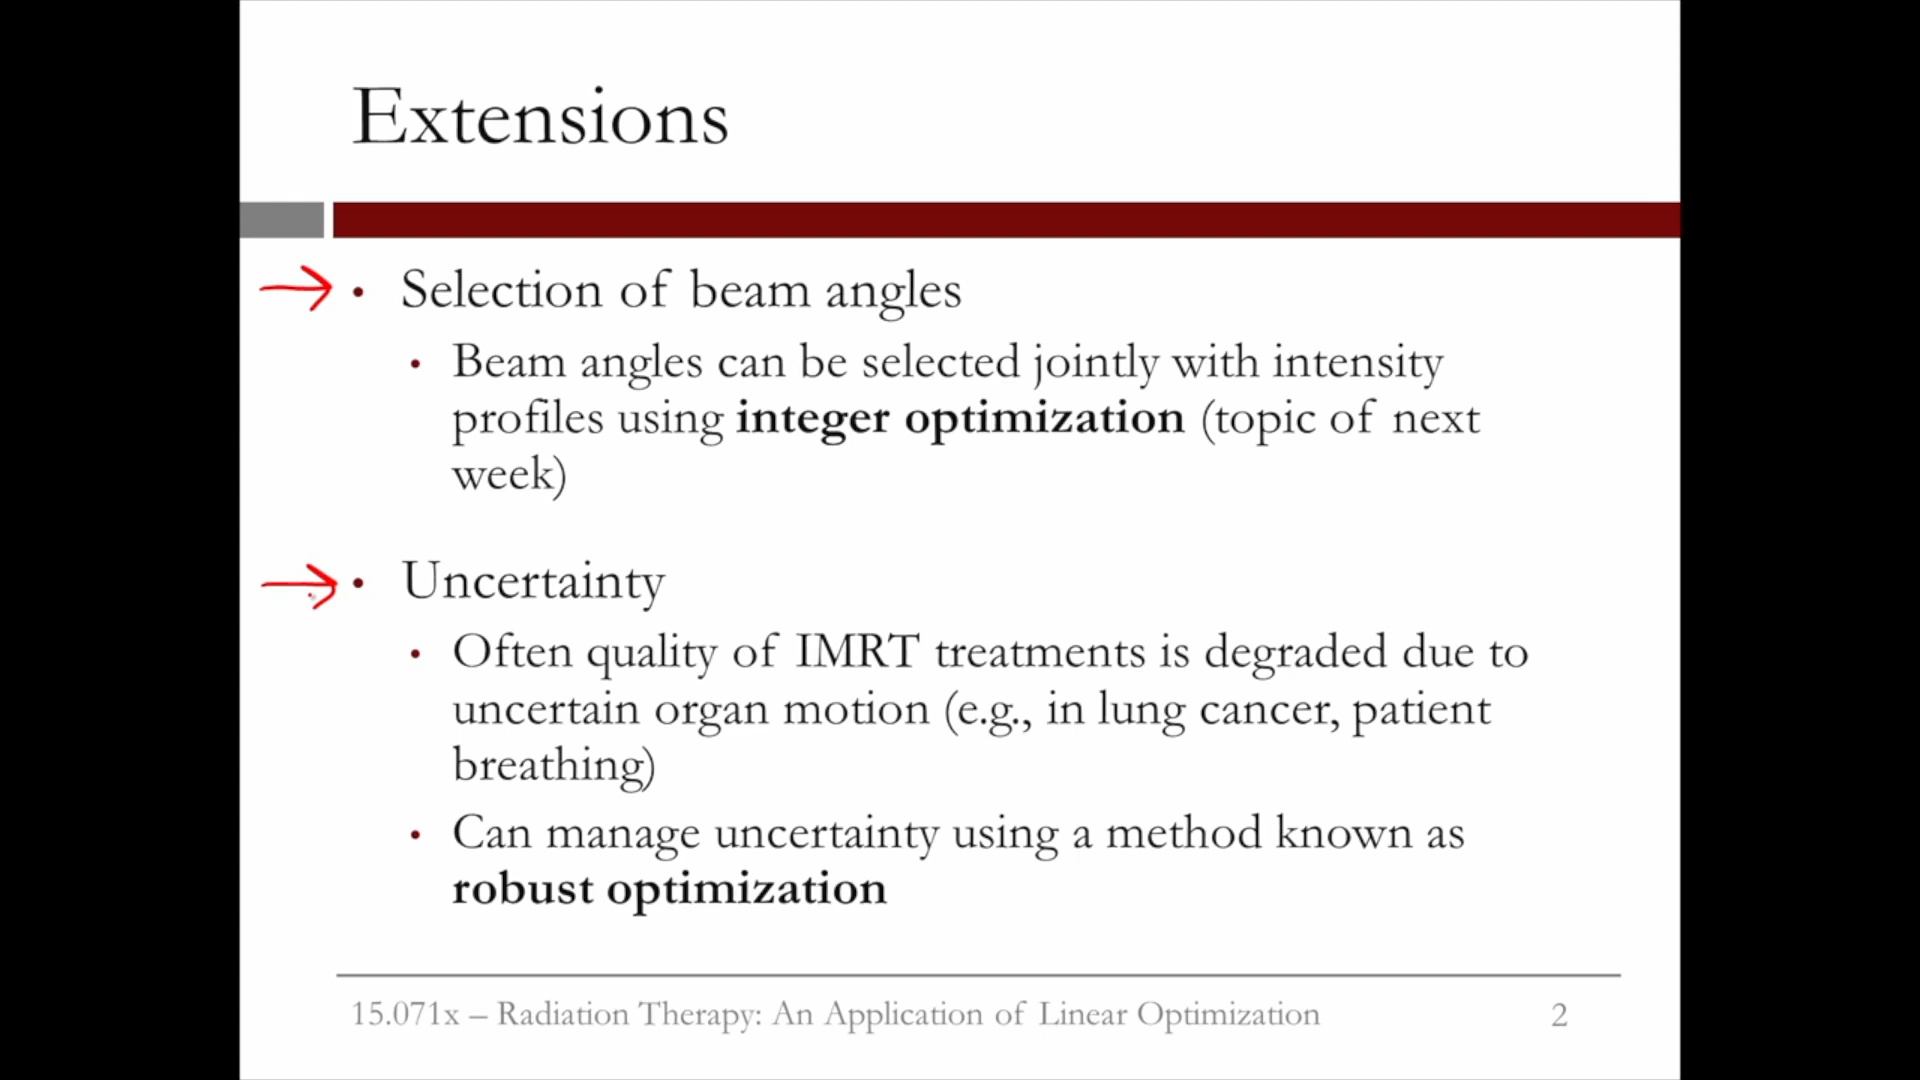 Extensions
• Selection of beam angles
• Beam angles can be selected jointly with intensity
profiles using integer optimization (topic of next
week)
• Uncertainty
• Often quality of IMRT treatments is degraded due to
uncertain organ motion (e.g., in lung cancer, patient
breathing)
• Can manage uncertainty using a method known as
robust optimization
15.071x – Radiation Therapy: An Application of Linear Optimization 2